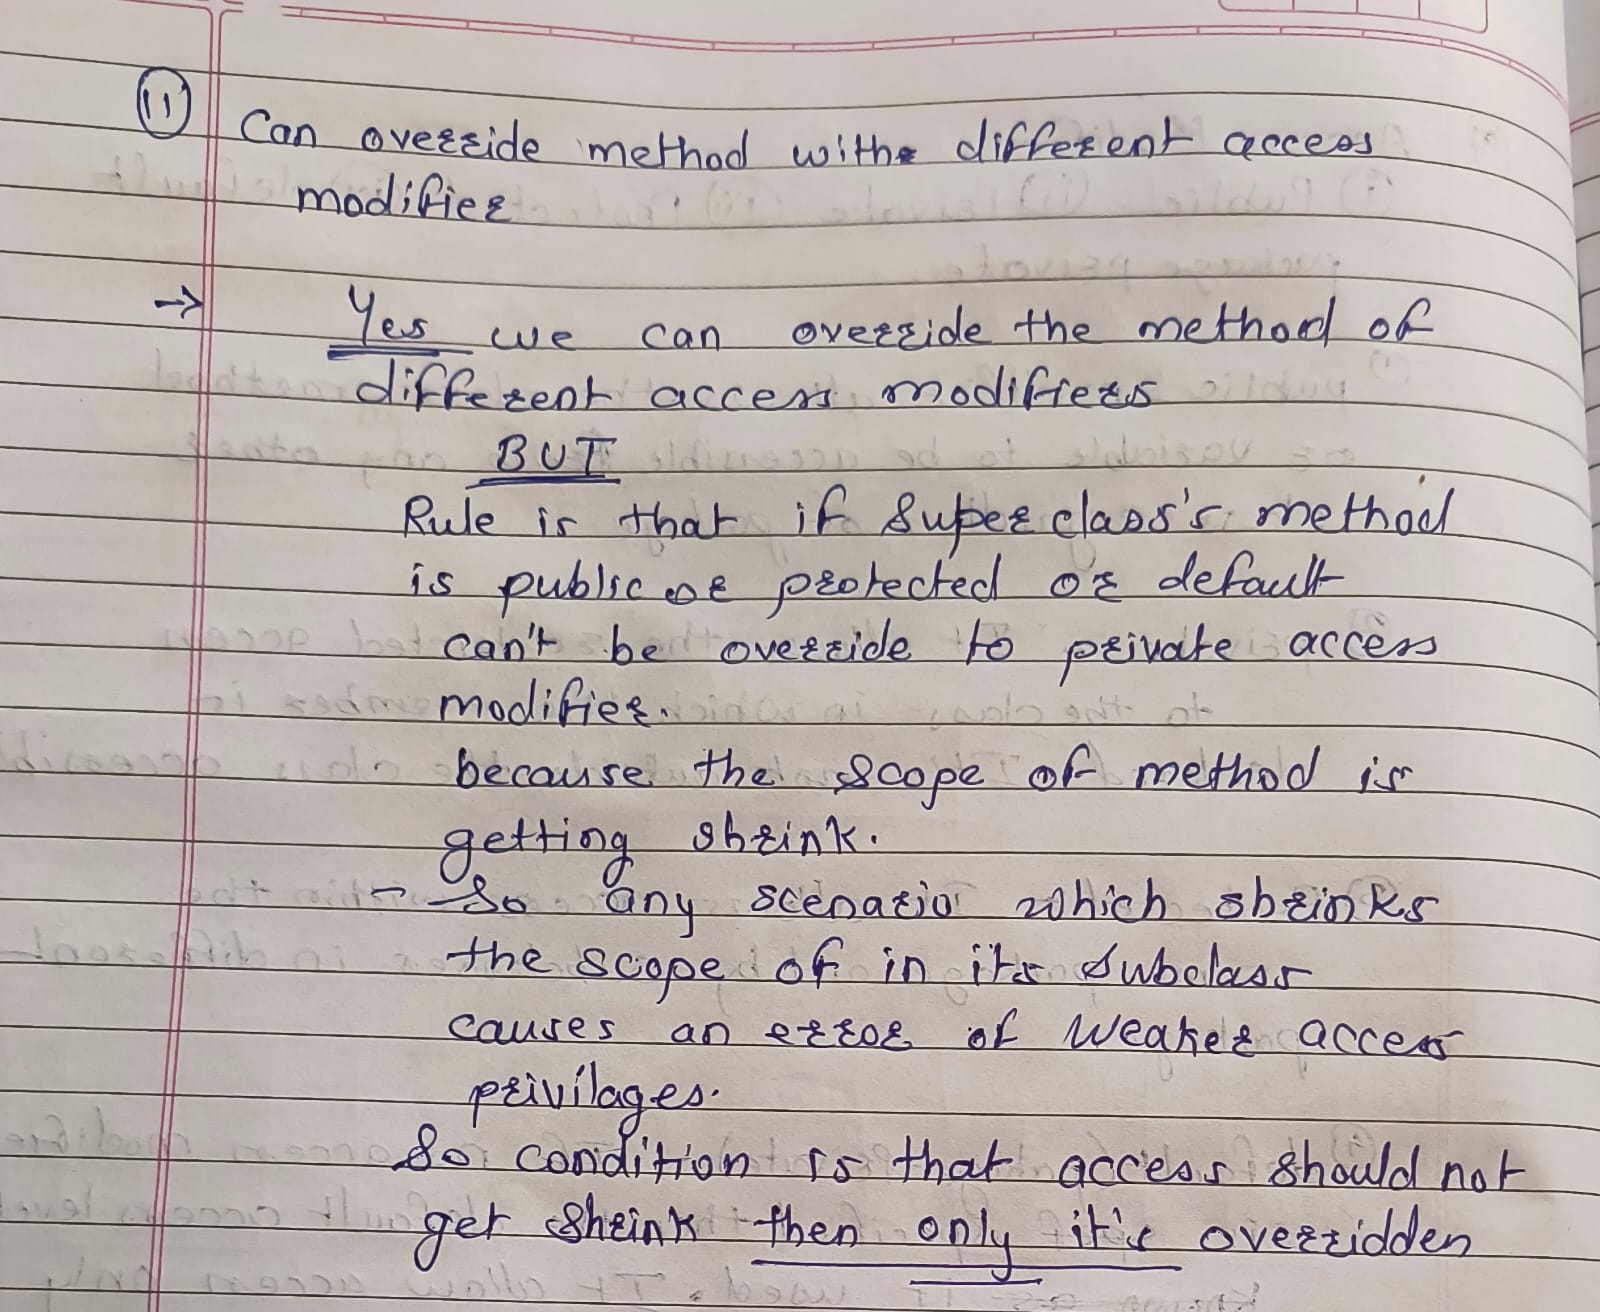 11 Can override method with different access
modifier
→ Yes we can override the method of
different access modifiers
BUT
Rule is that if Super class's method
is public or protected or default
can't be override to private access
modifier.
because the scope of method is
getting shrink.
- So any scenario which shrinks
the scope of in its subclass
causes an error of weaker access
privilages.
So condition is that access should not
get shrink then only it's overridden